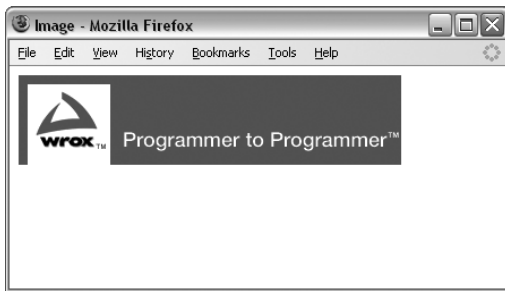 Image - Mozilla Firefox
File Edit View History Bookmarks Tools Help
wrox™ Programmer to Programmer™